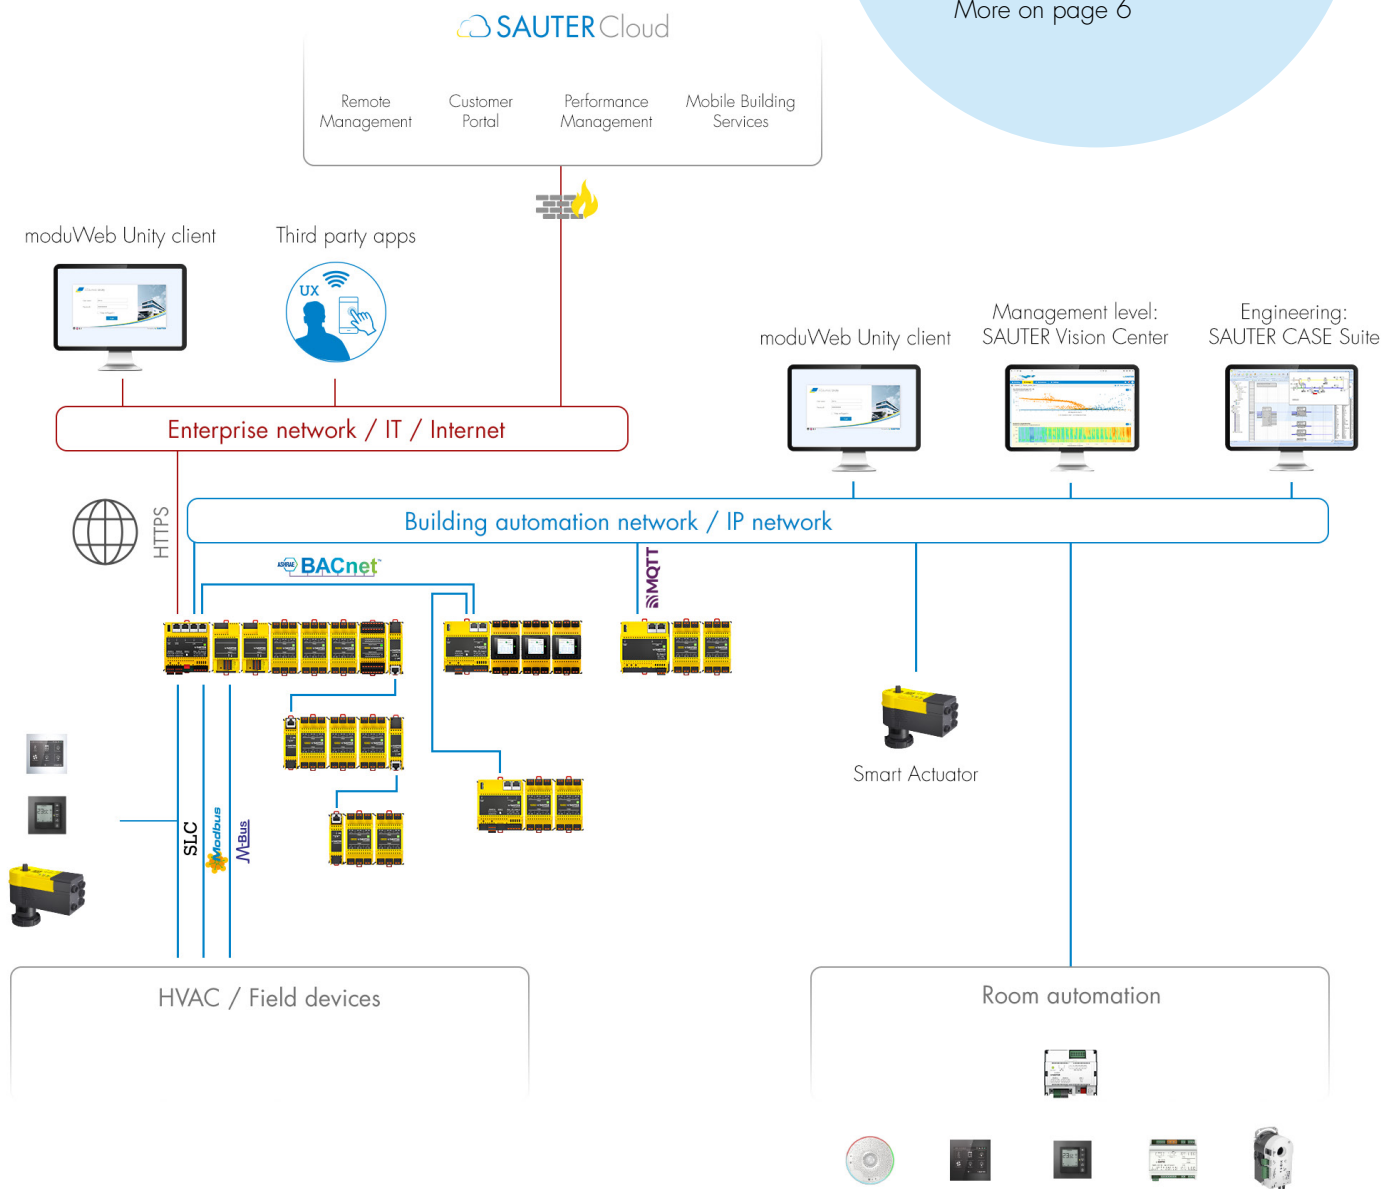 More on page 6
SAUTER Cloud
Remote
Management
Customer
Portal
Performance
Management
Mobile Building
Services
moduWeb Unity client
Third party apps
UX
Management level:
SAUTER Vision Center
Engineering:
SAUTER CASE Suite
moduWeb Unity client
Enterprise network / IT / Internet
Building automation network / IP network
HTTPS
ASHRAE BACnet™
MQTT
Smart Actuator
SLC
Modbus
M-Bus
HVAC / Field devices
Room automation